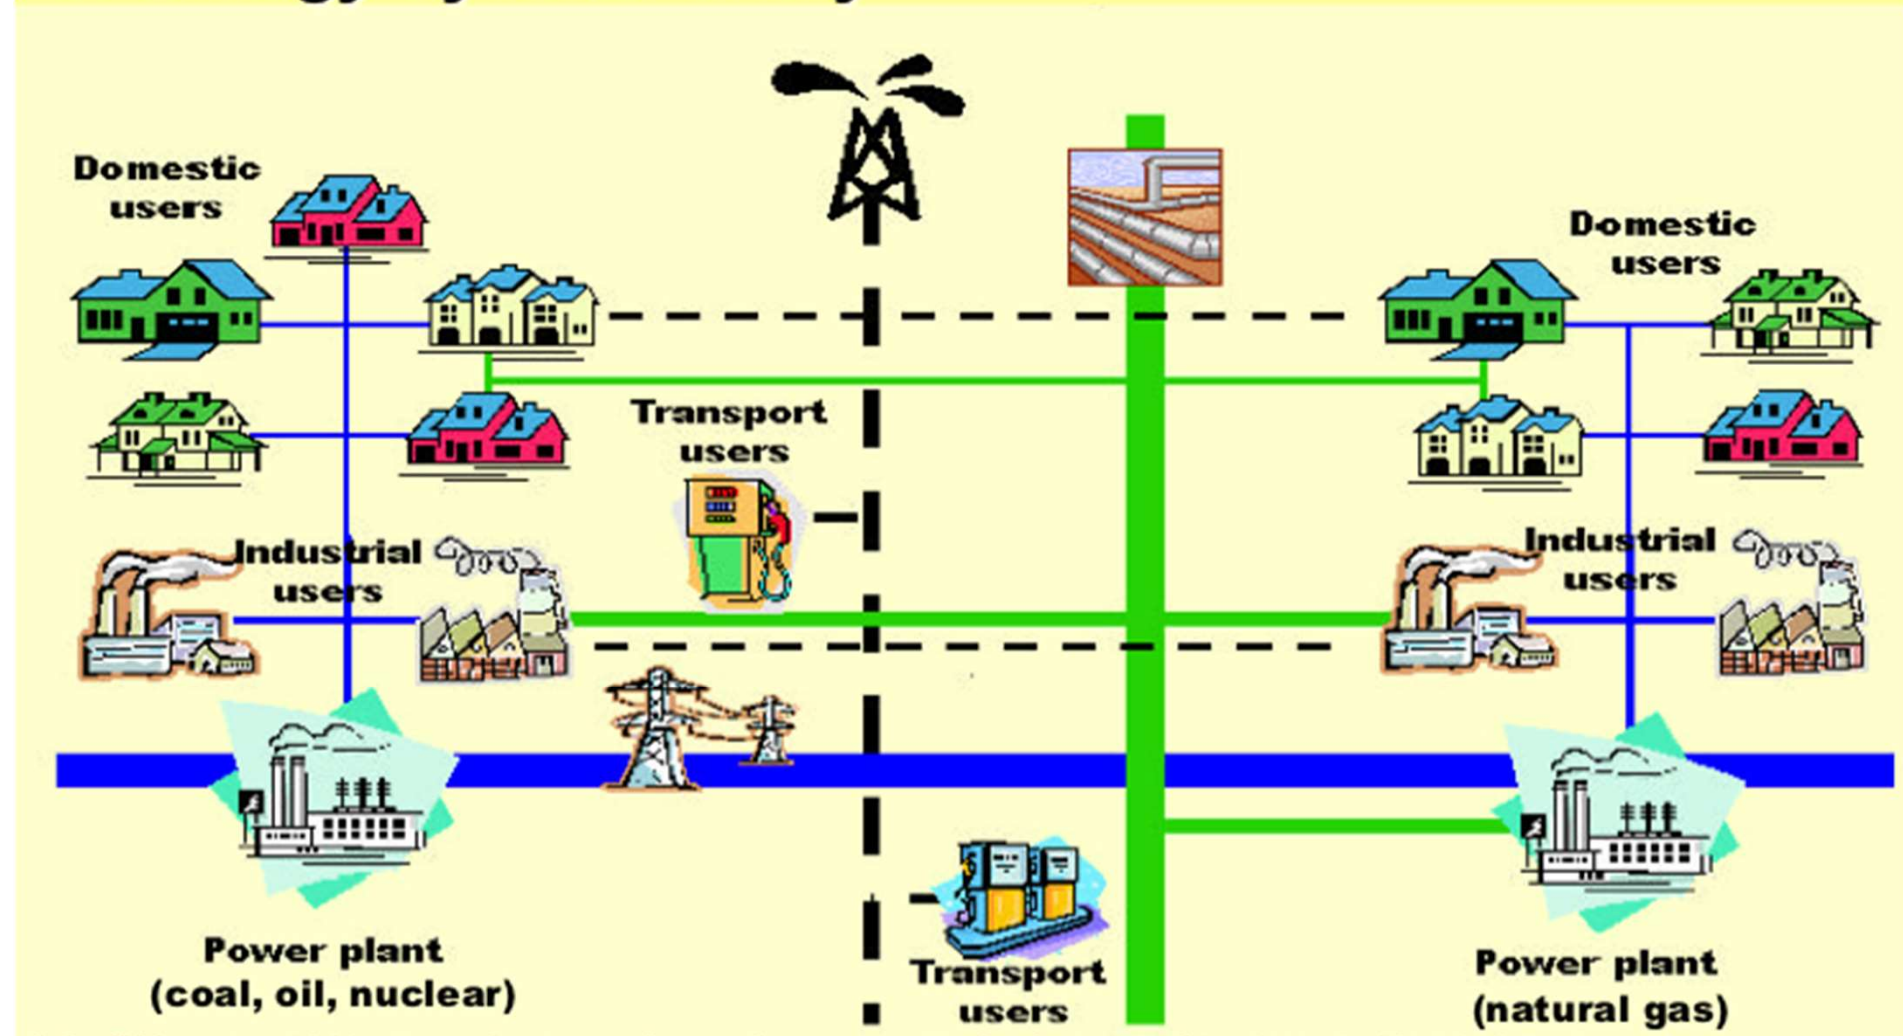 Domestic
users
Domestic
users
Transport
users
Industrial
users
Industrial
users
Power plant
(coal, oil, nuclear)
Transport
users
Power plant
(natural gas)